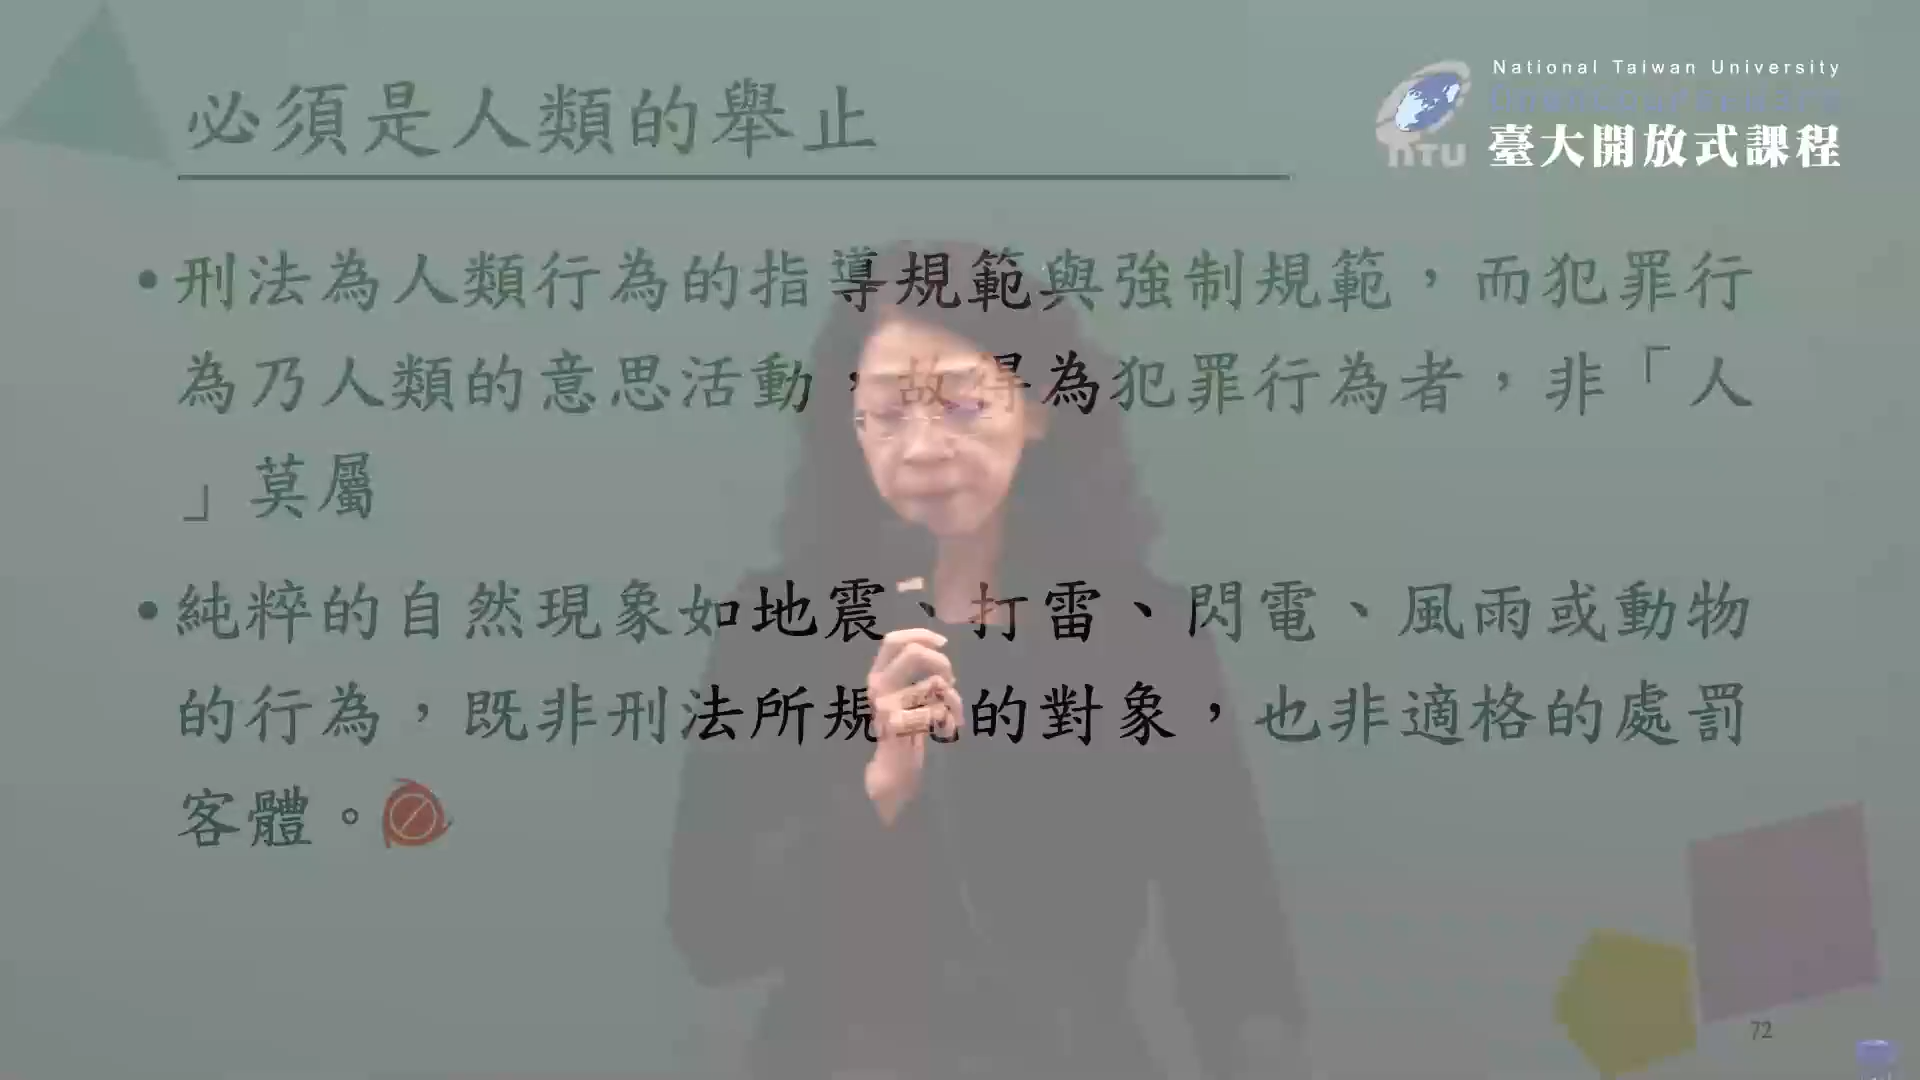 National Taiwan University
OpenCourseWare
臺大開放式課程
NTU
必須是人類的舉止
•刑法為人類行為的指導規範與強制規範，而犯罪行
為乃人類的意思活動，故得為犯罪行為者，非「人
」莫屬
•純粹的自然現象如地震、打雷、閃電、風雨或動物
的行為，既非刑法所規範的對象，也非適格的處罰
客體。
72